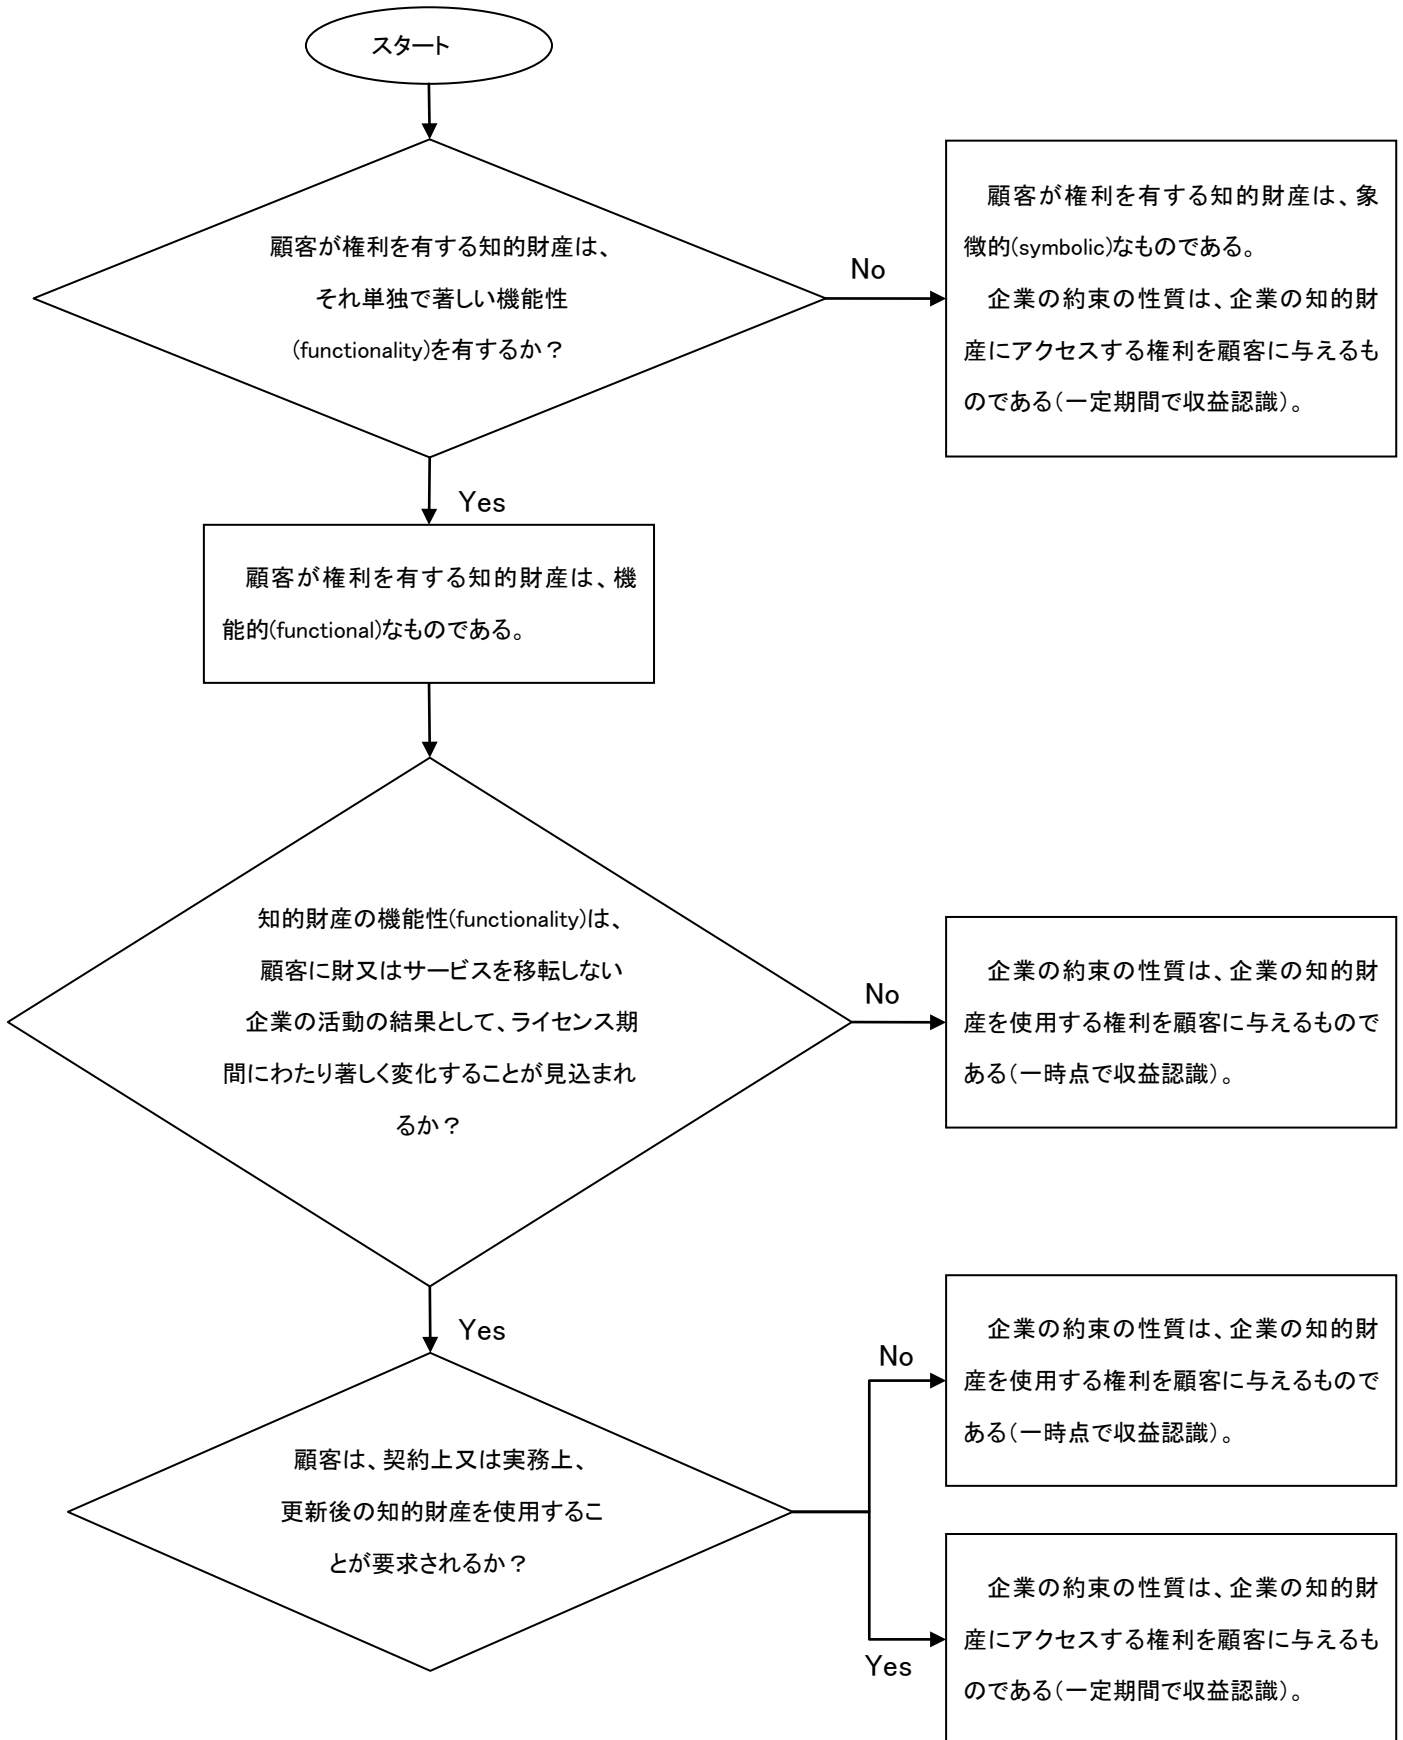 スタート
顧客が権利を有する知的財産は、
それ単独で著しい機能性
(functionality)を有するか？
No
顧客が権利を有する知的財産は、象
徴的(symbolic)なものである。
企業の約束の性質は、企業の知的財
産にアクセスする権利を顧客に与えるも
のである（一定期間で収益認識）。
Yes
顧客が権利を有する知的財産は、機
能的(functional)なものである。
知的財産の機能性(functionality)は、
顧客に財又はサービスを移転しない
企業の活動の結果として、ライセンス期
間にわたり著しく変化することが見込まれ
るか？
No
企業の約束の性質は、企業の知的財
産を使用する権利を顧客に与えるもので
ある（一時点で収益認識）。
Yes
顧客は、契約上又は実務上、
更新後の知的財産を使用するこ
とが要求されるか？
No
企業の約束の性質は、企業の知的財
産を使用する権利を顧客に与えるもので
ある（一時点で収益認識）。
Yes
企業の約束の性質は、企業の知的財
産にアクセスする権利を顧客に与えるも
のである（一定期間で収益認識）。